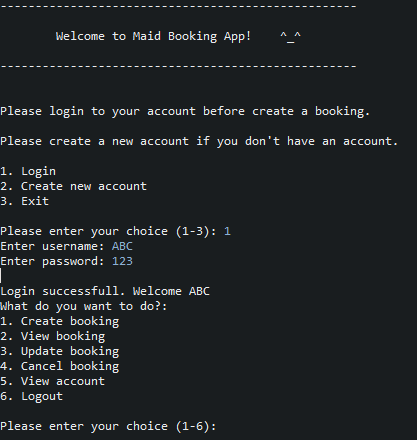 ---------------------------------------------------
Welcome to Maid Booking App!    ^_^
---------------------------------------------------
Please login to your account before create a booking.
Please create a new account if you don't have an account.
1. Login
2. Create new account
3. Exit
Please enter your choice (1-3): 1
Enter username: ABC
Enter password: 123
Login successfull. Welcome ABC
What do you want to do?:
1. Create booking
2. View booking
3. Update booking
4. Cancel booking
5. View account
6. Logout
Please enter your choice (1-6):